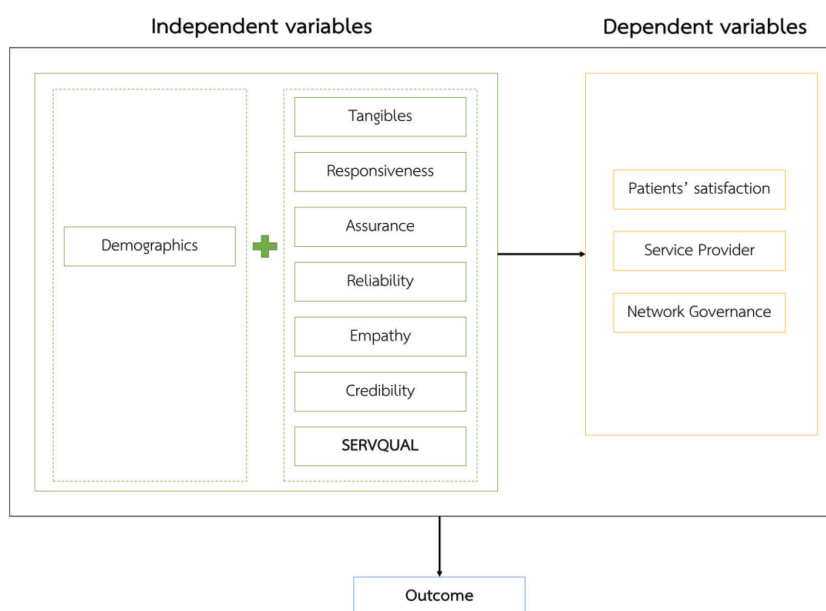 Independent variables
Dependent variables
Demographics
Tangibles
Responsiveness
Assurance
Reliability
Empathy
Credibility
SERVQUAL
Patients’ satisfaction
Service Provider
Network Governance
Outcome